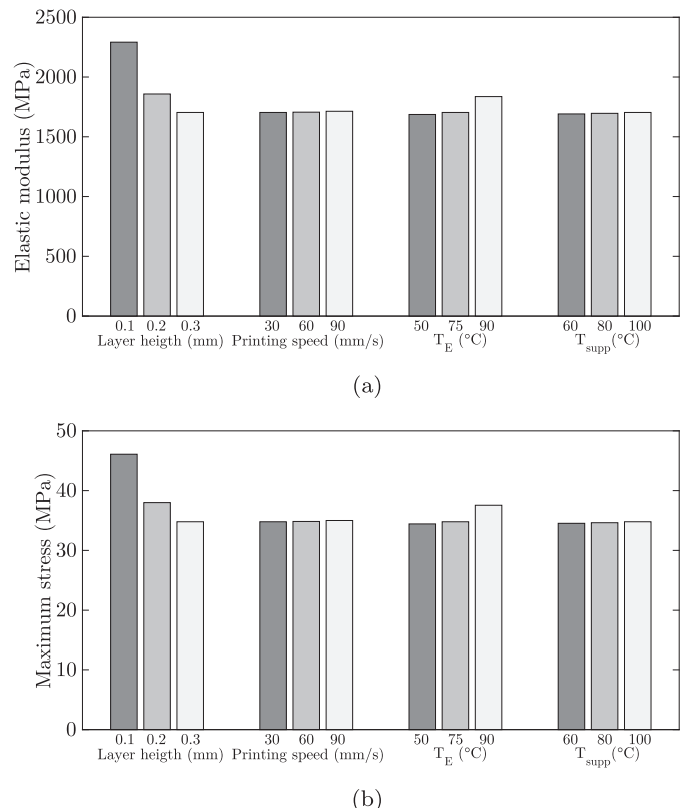 2500
2000
1500
1000
500
0
Elastic modulus (MPa)
0.1 0.2 0.3 30 60 90 50 75 90 60 80 100
Layer heigth (mm) Printing speed (mm/s) T_E (°C) T_supp(°C)
(a)
50
40
30
20
10
0
Maximum stress (MPa)
0.1 0.2 0.3 30 60 90 50 75 90 60 80 100
Layer heigth (mm) Printing speed (mm/s) T_E (°C) T_supp(°C)
(b)